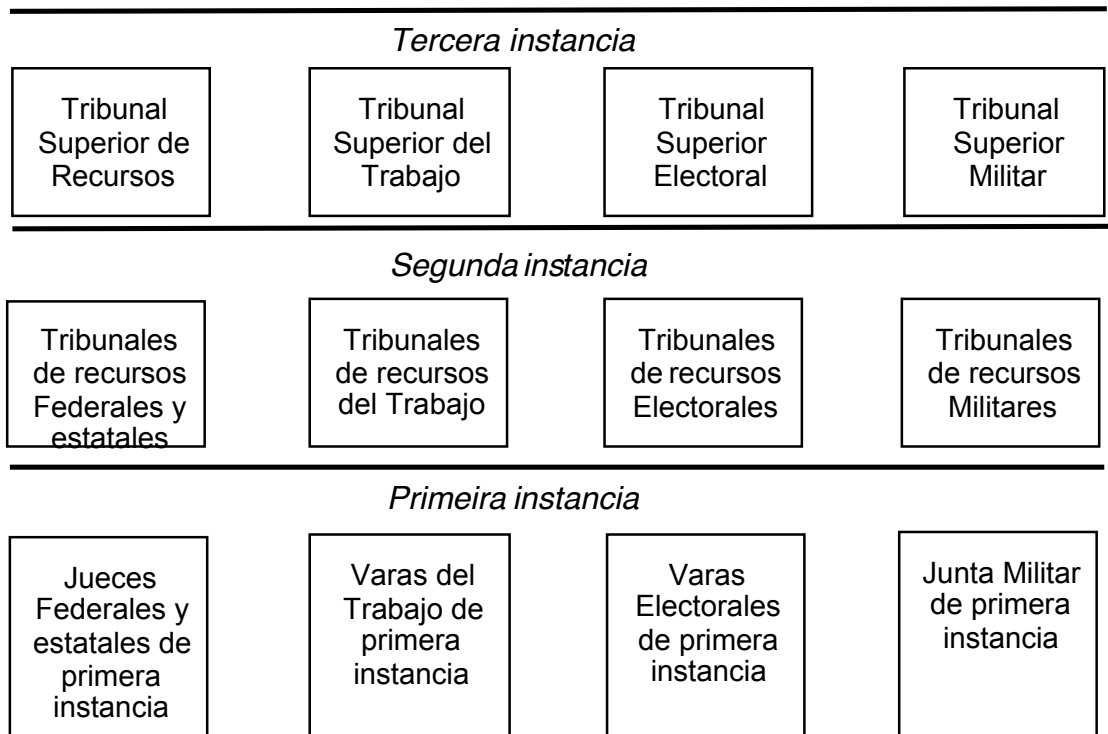 Tercera instancia
Tribunal
Superior de
Recursos
Tribunal
Superior del
Trabajo
Tribunal
Superior
Electoral
Tribunal
Superior
Militar
Segunda instancia
Tribunales
de recursos
Federales y
estatales
Tribunales
de recursos
del Trabajo
Tribunales
de recursos
Electorales
Tribunales
de recursos
Militares
Primeira instancia
Jueces
Federales y
estatales de
primera
instancia
Varas del
Trabajo de
primera
instancia
Varas
Electorales
de primera
instancia
Junta Militar
de primera
instancia